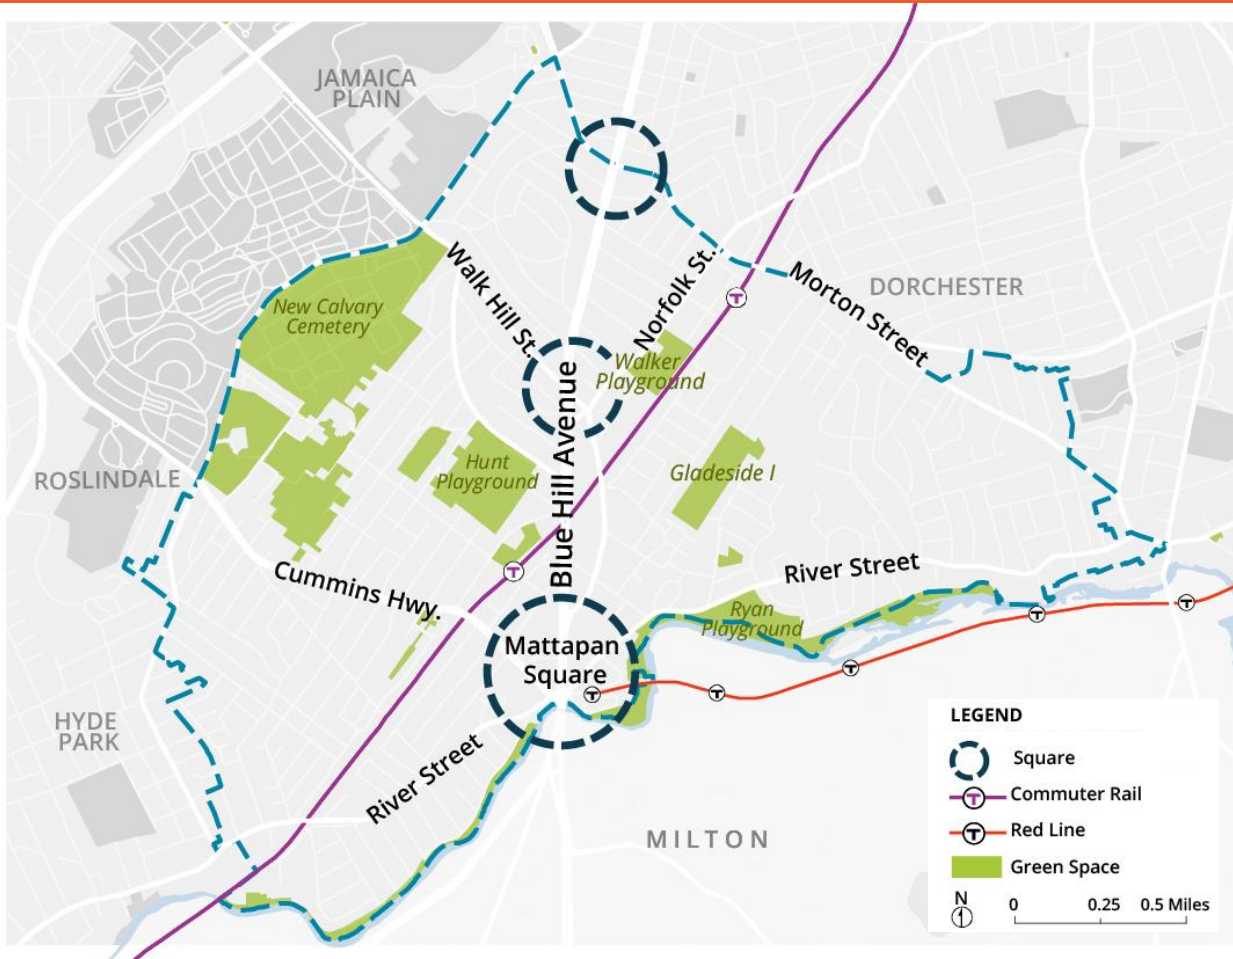 JAMAICA
PLAIN
New Calvary
Cemetery
Walk Hill St.
Norfolk St.
Morton Street
DORCHESTER
Walker
Playground
Blue Hill Avenue
ROSLINDALE
Hunt
Playground
Gladeside I
Cummins Hwy.
River Street
Ryan
Playground
Mattapan
Square
HYDE
PARK
River Street
MILTON
T
T
T
T
T
T
T
LEGEND
Square
T
Commuter Rail
T
Red Line
Green Space
N
0
0.25
0.5 Miles